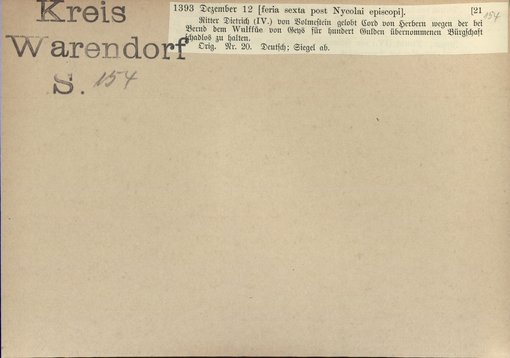 Kreis
Warendorf
S. 154
1393 Dezember 12 [feria sexta post Nycolai episcopi]. [21
154
Ritter Dietrich (IV.) von Volmestein gelobt Cord von Herbern wegen der bei
Bernd dem Wulffüe von Geys für hundert Gulden übernommenen Bürgschaft
schadlos zu halten.
Orig. Nr. 20. Deutsch; Siegel ab.